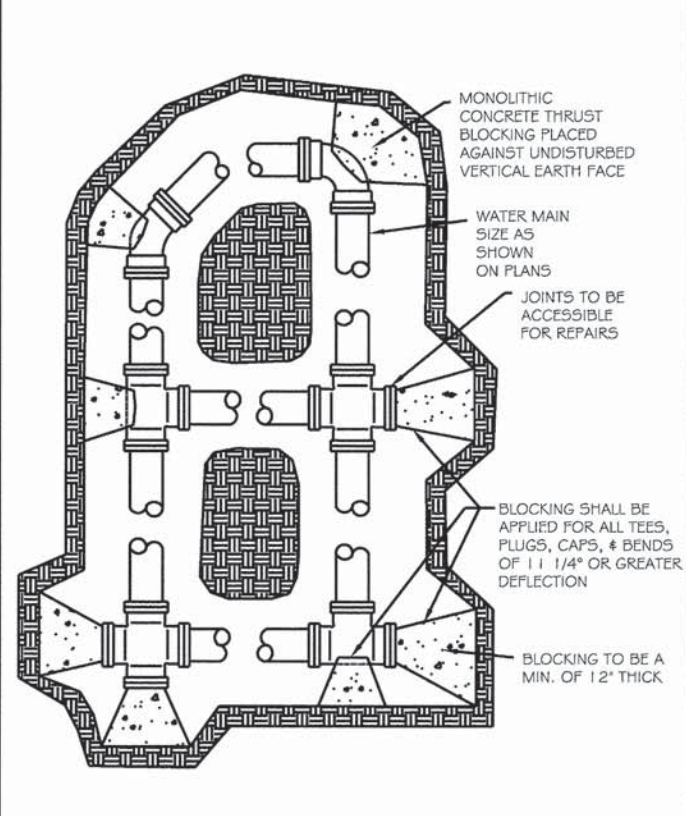 MONOLITHIC
CONCRETE THRUST
BLOCKING PLACED
AGAINST UNDISTURBED
VERTICAL EARTH FACE
WATER MAIN
SIZE AS
SHOWN
ON PLANS
JOINTS TO BE
ACCESSIBLE
FOR REPAIRS
BLOCKING SHALL BE
APPLIED FOR ALL TEES,
PLUGS, CAPS, & BENDS
OF 11 1/4° OR GREATER
DEFLECTION
BLOCKING TO BE A
MIN. OF 12" THICK